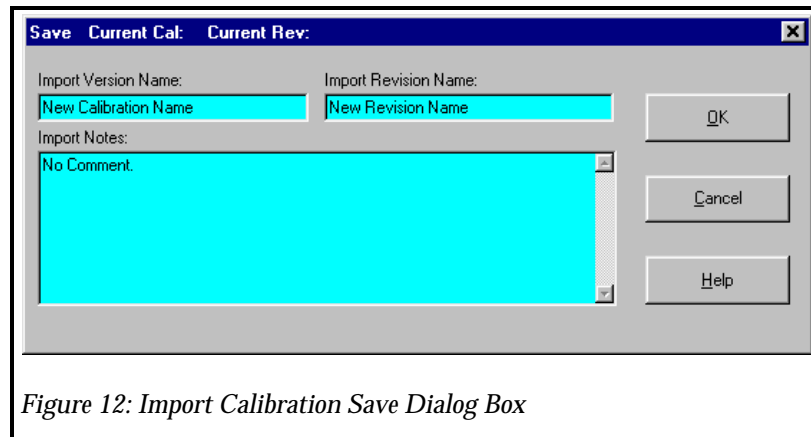 Save Current Cal: Current Rev:
Import Version Name: Import Revision Name:
New Calibration Name New Revision Name
OK
Import Notes:
No Comment.
Cancel
Help
Figure 12: Import Calibration Save Dialog Box